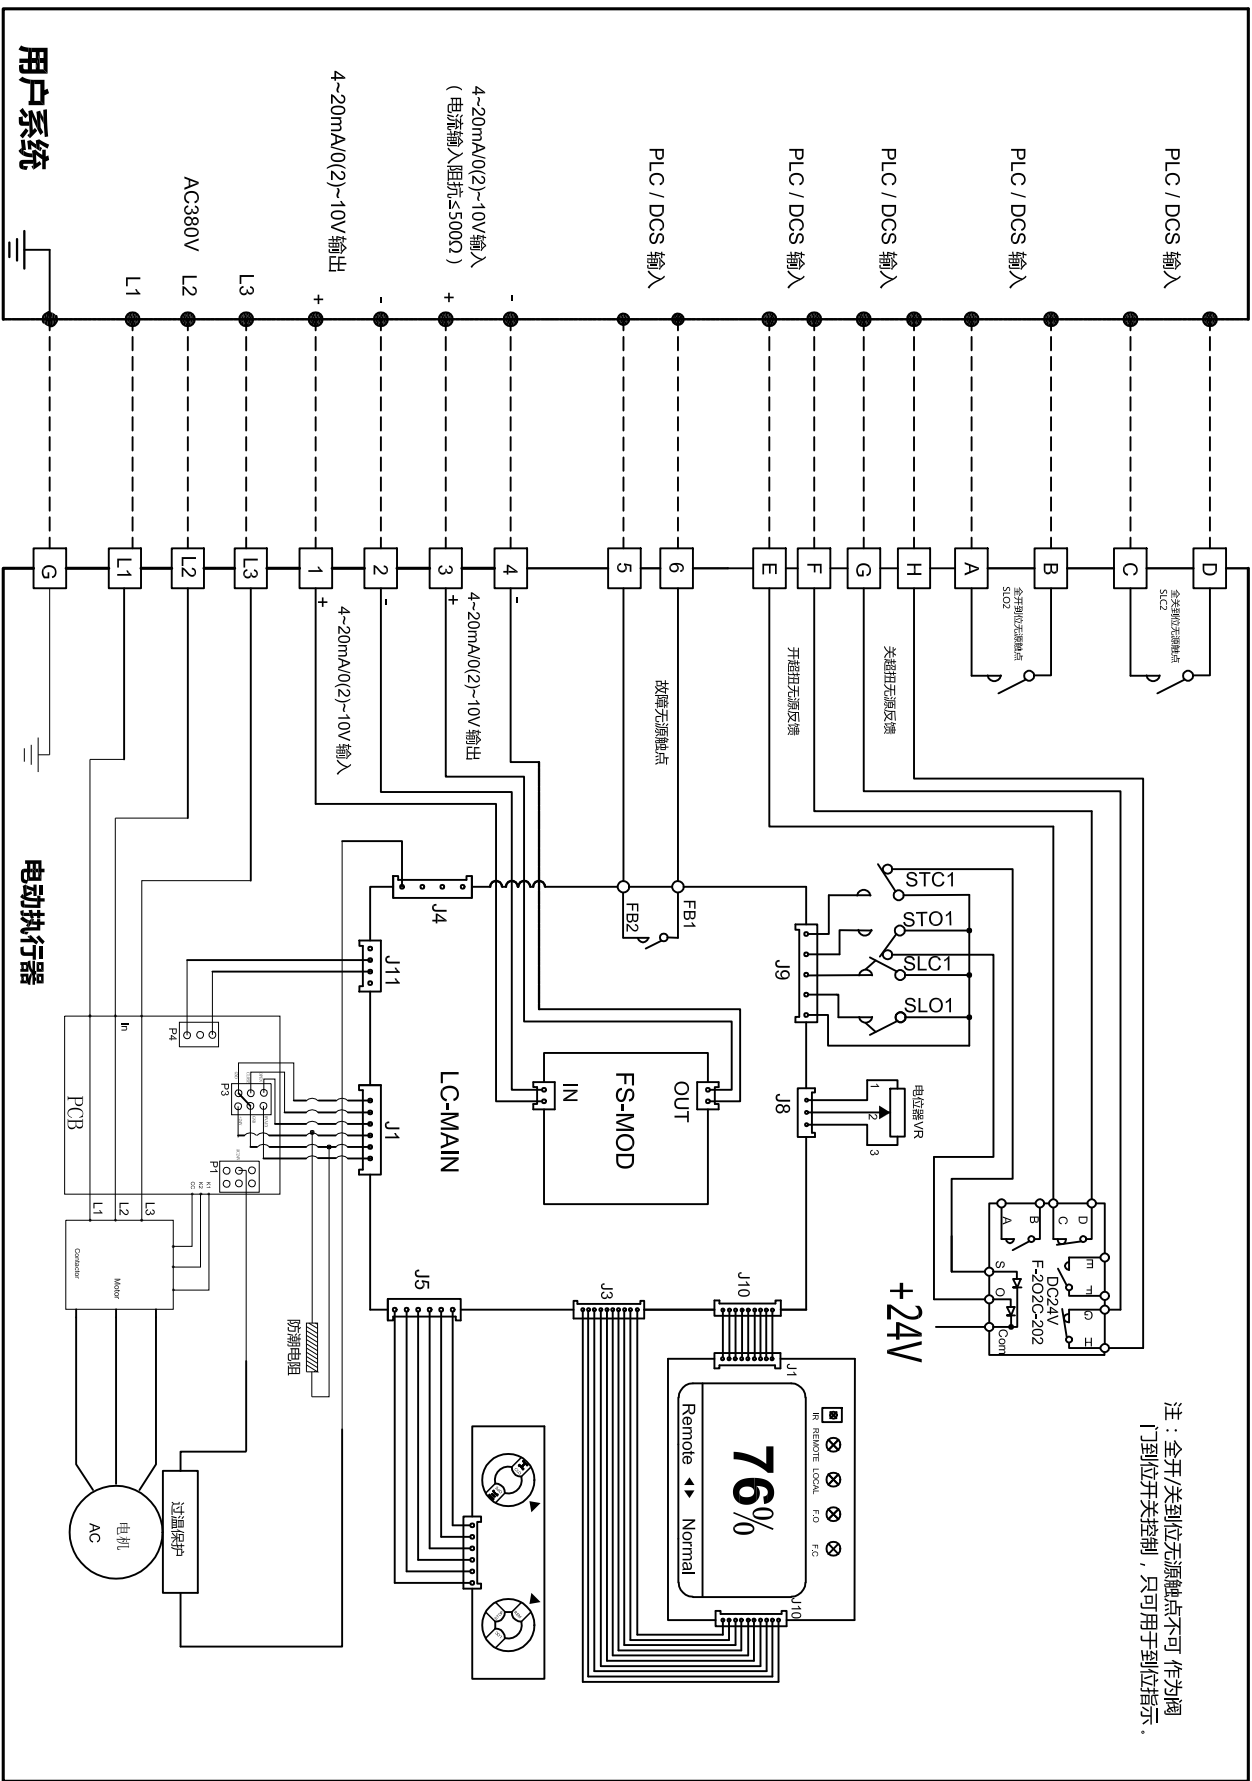 注：全开/关到位无源触点不可 作为阀
门到位开关控制，只可用于到位指示.
用户系统
AC380V
L1
L2
L3
4~20mA/0(2)~10V输出
+
-
4~20mA/0(2)~10V输入
（电流输入阻抗≤500Ω）
+
-
PLC / DCS 输入
PLC / DCS 输入
PLC / DCS 输入
PLC / DCS 输入
PLC / DCS 输入
G
L1
L2
L3
1
2
3
4
5
6
E
F
G
H
A
B
C
D
+
4~20mA/0(2)~10V输入
-
+
4~20mA/0(2)~10V输出
-
故障无源触点
开超扭无源反馈
关超扭无源反馈
全开到位无源触点
SLO2
全关到位无源触点
SLC2
电动执行器
J4
FB2
FB1
STC1
STO1
SLC1
SLO1
J9
J11
J8
1
2
3
电位器VR
In
P4
PCB
P3
P1
J1
LC-MAIN
IN
FS-MOD
OUT
CC
K2
K1
L1
L2
L3
Contactor
Motor
A
B
C
D
E
F
G
H
S
O
Com
DC24V
F-2O2C-202
+24V
J5
J3
J10
J1
防潮电阻
过温保护
电机
AC
IR
REMOTE
LOCAL
F.O
F.C
76%
Remote
Normal
J10